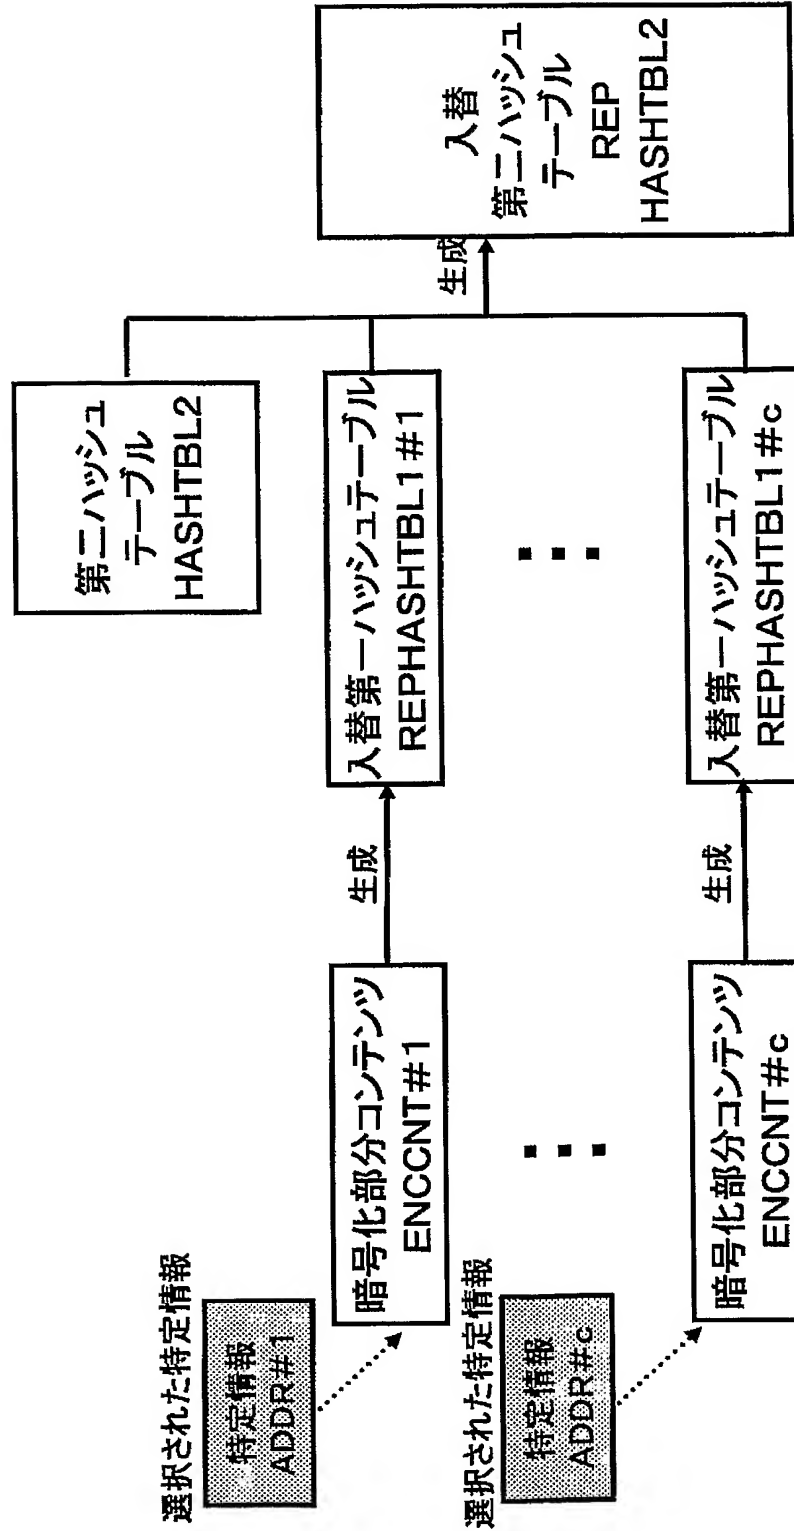 選択された特定情報
特定情報
ADDR#1
暗号化部分コンテンツ
ENCCNT#1
生成
入替第一ハッシュテーブル
REPHASHTBL1#1
第二ハッシュ
テーブル
HASHTBL2
選択された特定情報
特定情報
ADDR#c
暗号化部分コンテンツ
ENCCNT#c
生成
入替第一ハッシュテーブル
REPHASHTBL1#c
生成
入替
第二ハッシュ
テーブル
REP
HASHTBL2